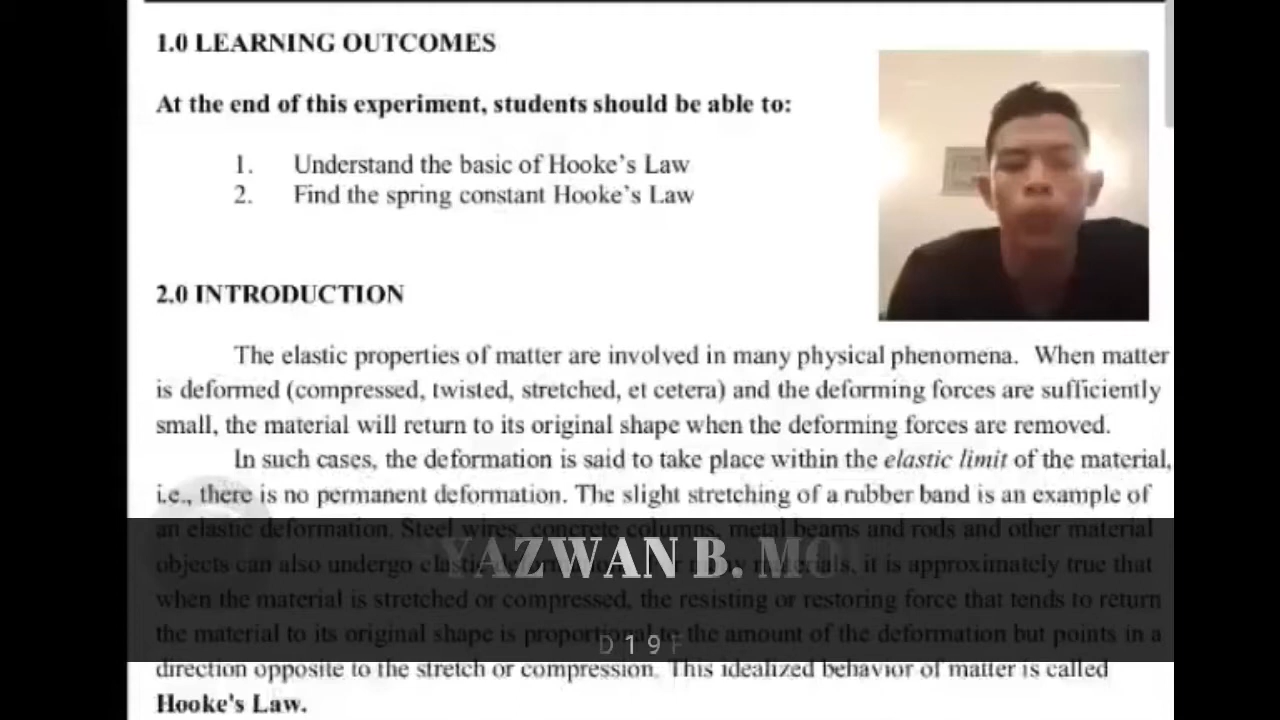 1.0 LEARNING OUTCOMES
At the end of this experiment, students should be able to:
1. Understand the basic of Hooke's Law
2. Find the spring constant Hooke's Law
2.0 INTRODUCTION
The elastic properties of matter are involved in many physical phenomena. When matter
is deformed (compressed, twisted, stretched, et cetera) and the deforming forces are sufficiently
small, the material will return to its original shape when the deforming forces are removed.
In such cases, the deformation is said to take place within the elastic limit of the material,
i.e., there is no permanent deformation. The slight stretching of a rubber band is an example of
an elastic deformation. Steel wires, concrete columns, metal beams and rods and other material
objects can also undergo elastic materials, it is approximately true that
YAZWAN B. MO
when the material is stretched or compressed, the resisting or restoring force that tends to return
the material to its original shape is proportional to the amount of the deformation but points in a
D19F
direction opposite to the stretch or compression. This idealized behavior of matter is called
Hooke's Law.